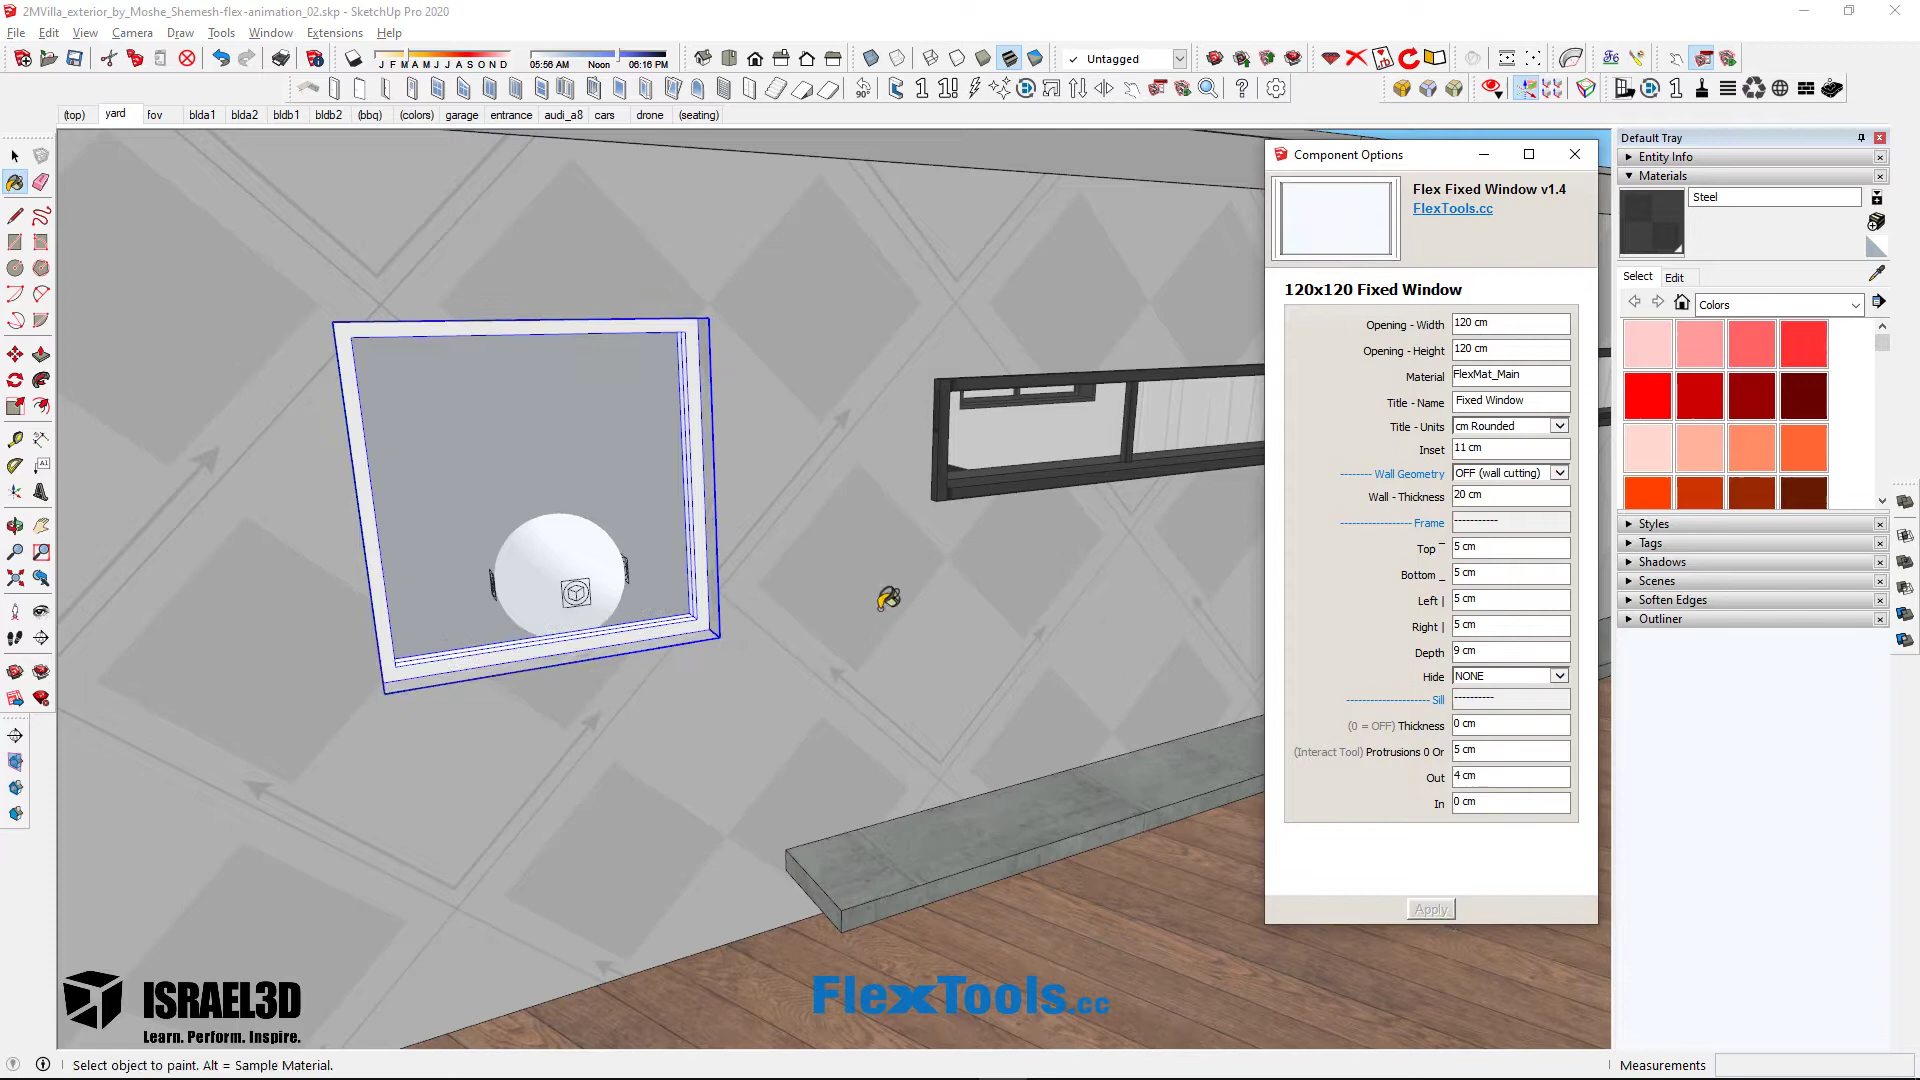 2MVilla_exterior_by_Moshe_Shemesh-flex-animation_02.skp - SketchUp Pro 2020
File Edit View Camera Draw Tools Window Extensions Help
J F M A M J J A S O N D
05:56 AM Noon 06:16 PM
Untagged
(top) yard fov blda1 blda2 bldb1 bldb2 (bbq) (colors) garage entrance audi_a8 cars drone (seating)
Component Options
Flex Fixed Window v1.4
FlexTools.cc
120x120 Fixed Window
Opening - Width 120 cm
Opening - Height 120 cm
Material FlexMat_Main
Title - Name Fixed Window
Title - Units cm Rounded
Inset 11 cm
-------- Wall Geometry OFF (wall cutting)
Wall - Thickness 20 cm
------------------ Frame -----------
Top ‾ 5 cm
Bottom _ 5 cm
Left | 5 cm
Right | 5 cm
Depth 9 cm
Hide NONE
--------------------- Sill ----------
(0 = OFF) Thickness 0 cm
(Interact Tool) Protrusions 0 Or 5 cm
Out 4 cm
In 0 cm
Apply
Default Tray
Entity Info
Materials
Steel
Select Edit
Colors
Styles
Tags
Shadows
Scenes
Soften Edges
Outliner
ISRAEL3D
Learn. Perform. Inspire.
FlexTools.cc
Select object to paint. Alt = Sample Material.
Measurements